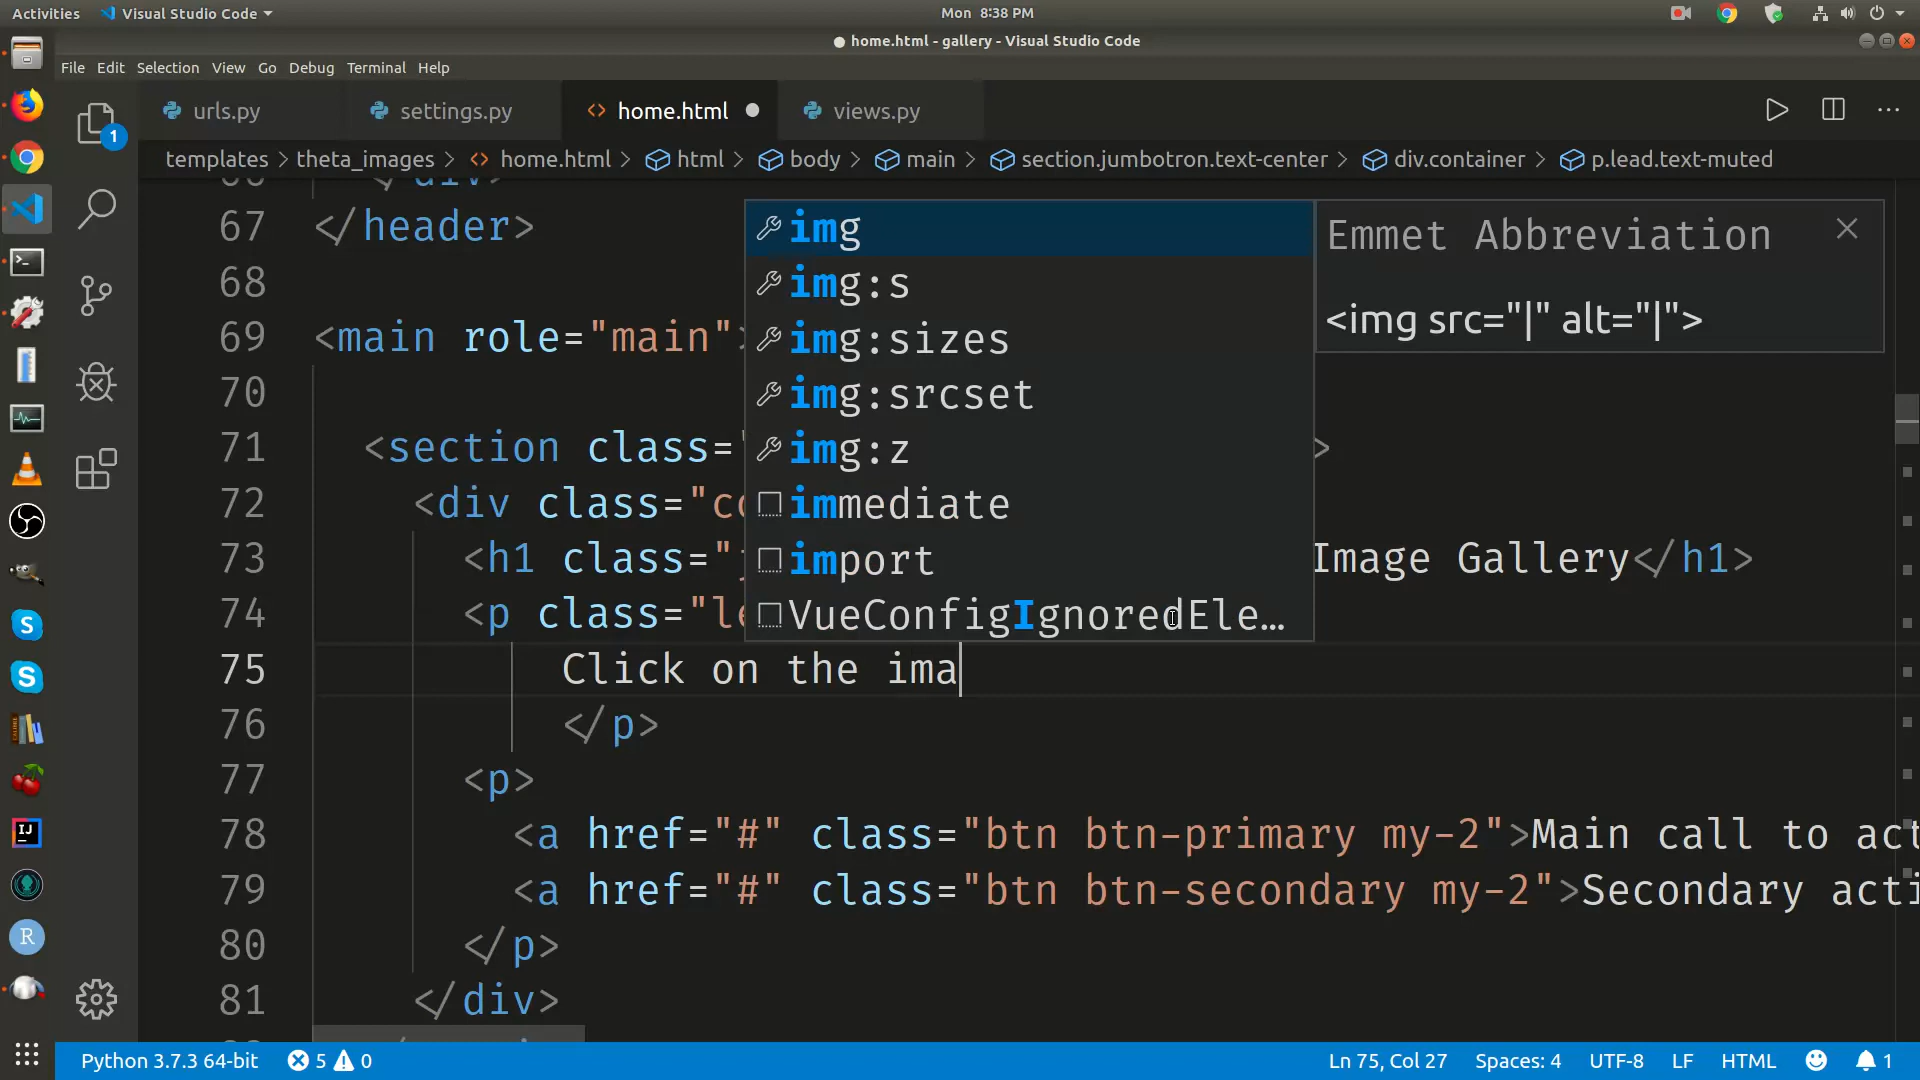 Activities Visual Studio Code Mon 8:38 PM
● home.html - gallery - Visual Studio Code
File Edit Selection View Go Debug Terminal Help
urls.py settings.py <> home.html ● views.py ···
1
templates > theta_images > <> home.html > html > body > main > section.jumbotron.text-center > div.container > p.lead.text-muted
67 </header>
68
69 <main role="main">
70
71 <section class=" >
72 <div class="co
73 <h1 class="j Image Gallery</h1>
74 <p class="le
75 Click on the ima
76 </p>
77 <p>
78 <a href="#" class="btn btn-primary my-2">Main call to act
79 <a href="#" class="btn btn-secondary my-2">Secondary acti
80 </p>
81 </div>
img
img:s
img:sizes
img:srcset
img:z
immediate
import
VueConfigIgnoredEle…
Emmet Abbreviation
<img src="|" alt="|">
IJ
R
Python 3.7.3 64-bit 5 0 Ln 75, Col 27 Spaces: 4 UTF-8 LF HTML 1